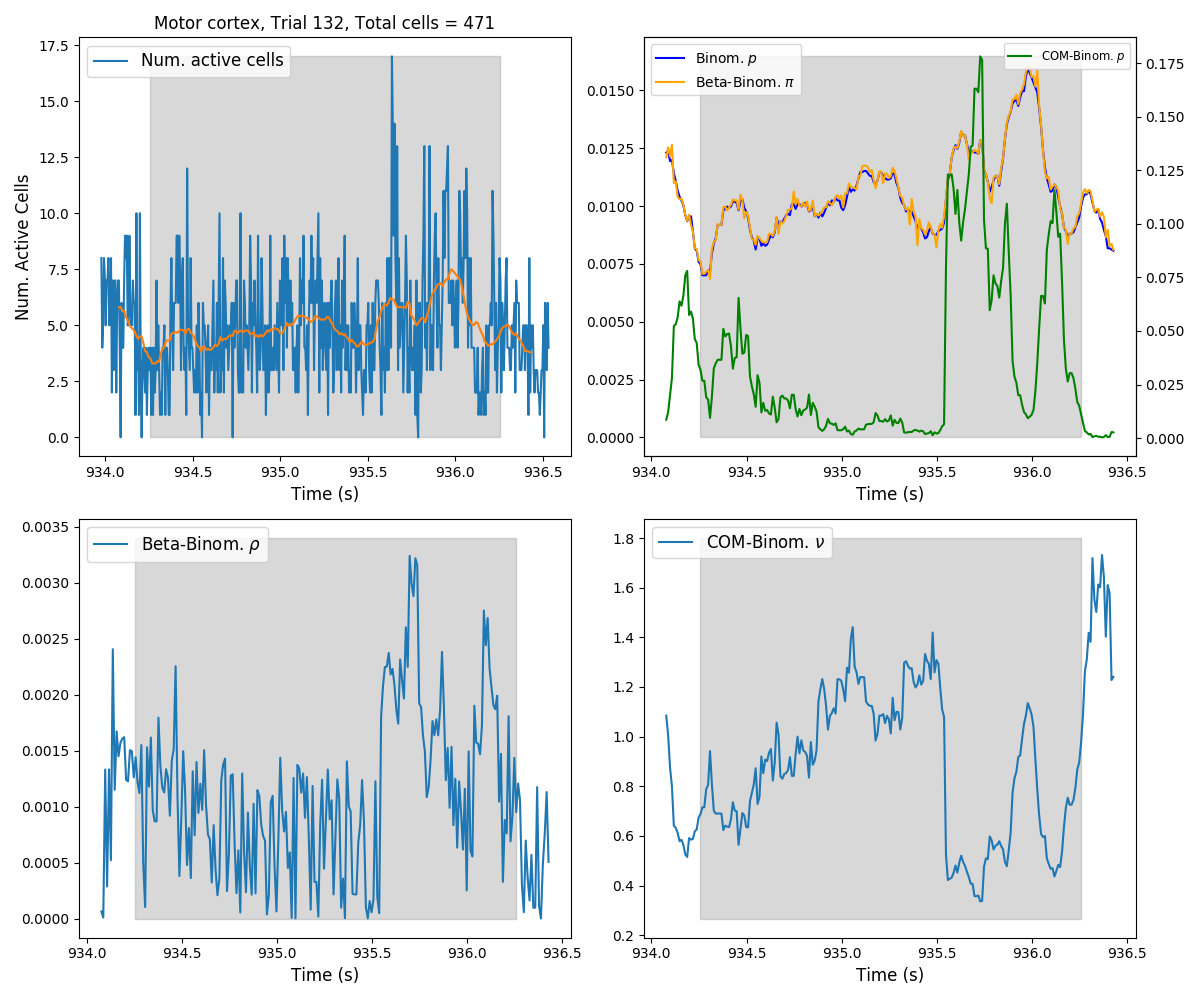 Motor cortex, Trial 132, Total cells = 471
Num. active cells
Num. Active Cells
17.5
15.0
12.5
10.0
7.5
5.0
2.5
0.0
934.0 934.5 935.0 935.5 936.0 936.5
Time (s)
Binom. p
Beta-Binom. π
COM-Binom. p
0.0150
0.0125
0.0100
0.0075
0.0050
0.0025
0.0000
0.175
0.150
0.125
0.100
0.075
0.050
0.025
0.000
934.0 934.5 935.0 935.5 936.0 936.5
Time (s)
Beta-Binom. ρ
0.0035
0.0030
0.0025
0.0020
0.0015
0.0010
0.0005
0.0000
934.0 934.5 935.0 935.5 936.0 936.5
Time (s)
COM-Binom. ν
1.8
1.6
1.4
1.2
1.0
0.8
0.6
0.4
0.2
934.0 934.5 935.0 935.5 936.0 936.5
Time (s)